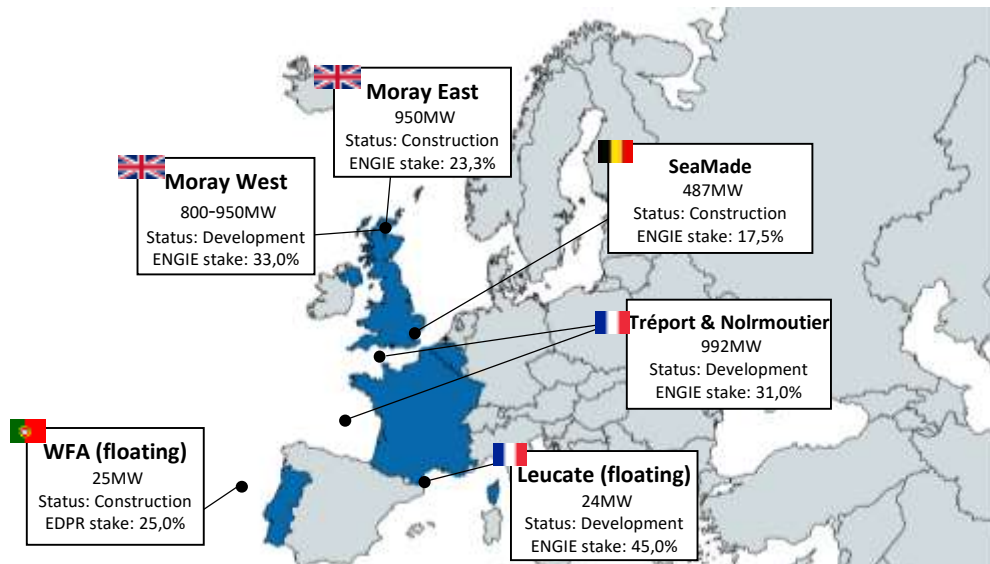 Moray East
950MW
Status: Construction
ENGIE stake: 23,3%
Moray West
800-950MW
Status: Development
ENGIE stake: 33,0%
SeaMade
487MW
Status: Construction
ENGIE stake: 17,5%
Tréport & Nolrmoutier
992MW
Status: Development
ENGIE stake: 31,0%
WFA (floating)
25MW
Status: Construction
EDPR stake: 25,0%
Leucate (floating)
24MW
Status: Development
ENGIE stake: 45,0%